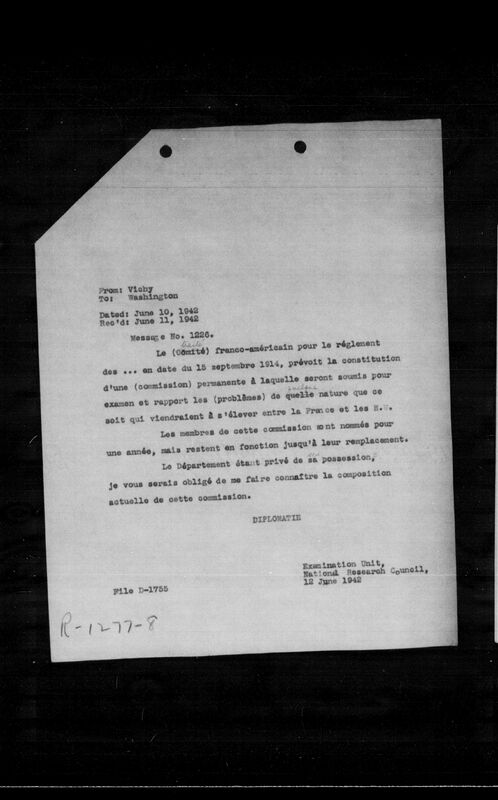 From: Vichy
To: Washington
Dated: June 10, 1942
Rec'd: June 11, 1942
Message No. 1226.
Le (Comité) franco-américain pour le réglement
des ... en date du 15 septembre 1914, prévoit la constitution
d'une (commission) permanente à laquelle seront soumis pour
examen et rapport les (problèmes) de quelle nature que ce
soit qui viendraient à s'élever entre la France et les E.U.
Les membres de cette commission sont nommés pour
une année, mais restent en fonction jusqu'à leur remplacement.
Le Département étant privé de sa possession,
je vous serais obligé de me faire connaître la composition
actuelle de cette commission.
DIPLOMATIE
Examination Unit,
National Research Council,
12 June 1942
File D-1755
R-1277-8